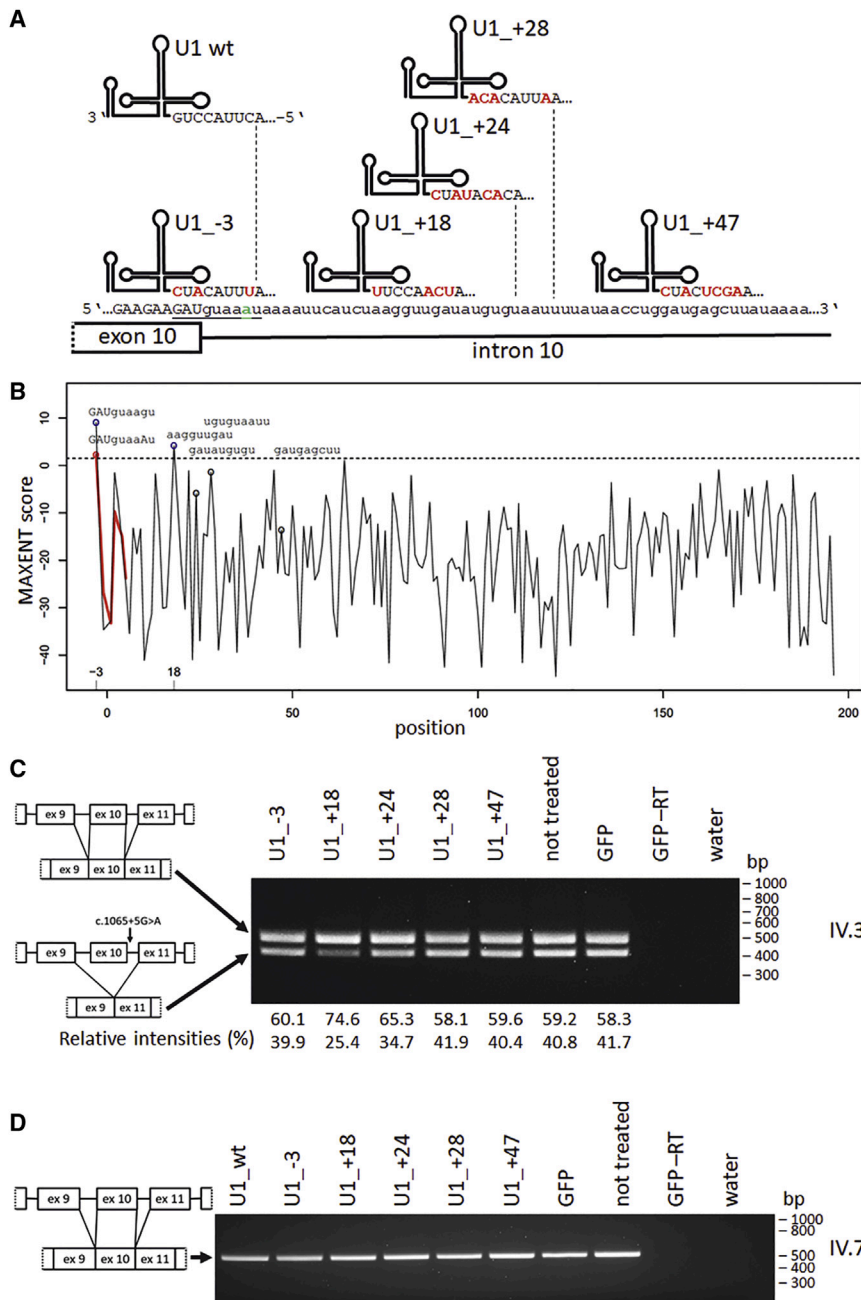 A
U1 wt
3‛
GUCCAUUCA...–5‛
U1_+28
ACACAUUAA...
U1_+24
CUAUACACA...
U1_-3
CUACAUUUA...
U1_+18
UUCCAACUA...
U1_+47
CUACUCGAA...
5‛...GAAGAAGAUguaaauaaaauucaucuaagguugauauguguaauuuuauaaccuggaugagcuuauaaaa...3‛
exon 10
intron 10
B
GAUguaagu
GAUguaaAu
aagguugau
uguguaauu
gauaugugu
gaugagcuu
MAXENT score
10
0
-10
-20
-30
-40
−3
18
0
50
100
150
200
position
C
U1_-3
U1_+18
U1_+24
U1_+28
U1_+47
not treated
GFP
GFP–RT
water
bp
ex 9
ex 10
ex 11
ex 9
ex 10
ex 11
c.1065+5G>A
ex 9
ex 10
ex 11
ex 9
ex 11
- 1000
- 800
- 700
- 600
- 500
- 400
- 300
IV.3
60.1 74.6 65.3 58.1 59.6 59.2 58.3
Relative intensities (%) 39.9 25.4 34.7 41.9 40.4 40.8 41.7
D
U1_wt
U1_-3
U1_+18
U1_+24
U1_+28
U1_+47
GFP
not treated
GFP–RT
water
bp
ex 9
ex 10
ex 11
ex 9
ex 10
ex 11
- 1000
- 800
- 500
- 400
- 300
IV.7